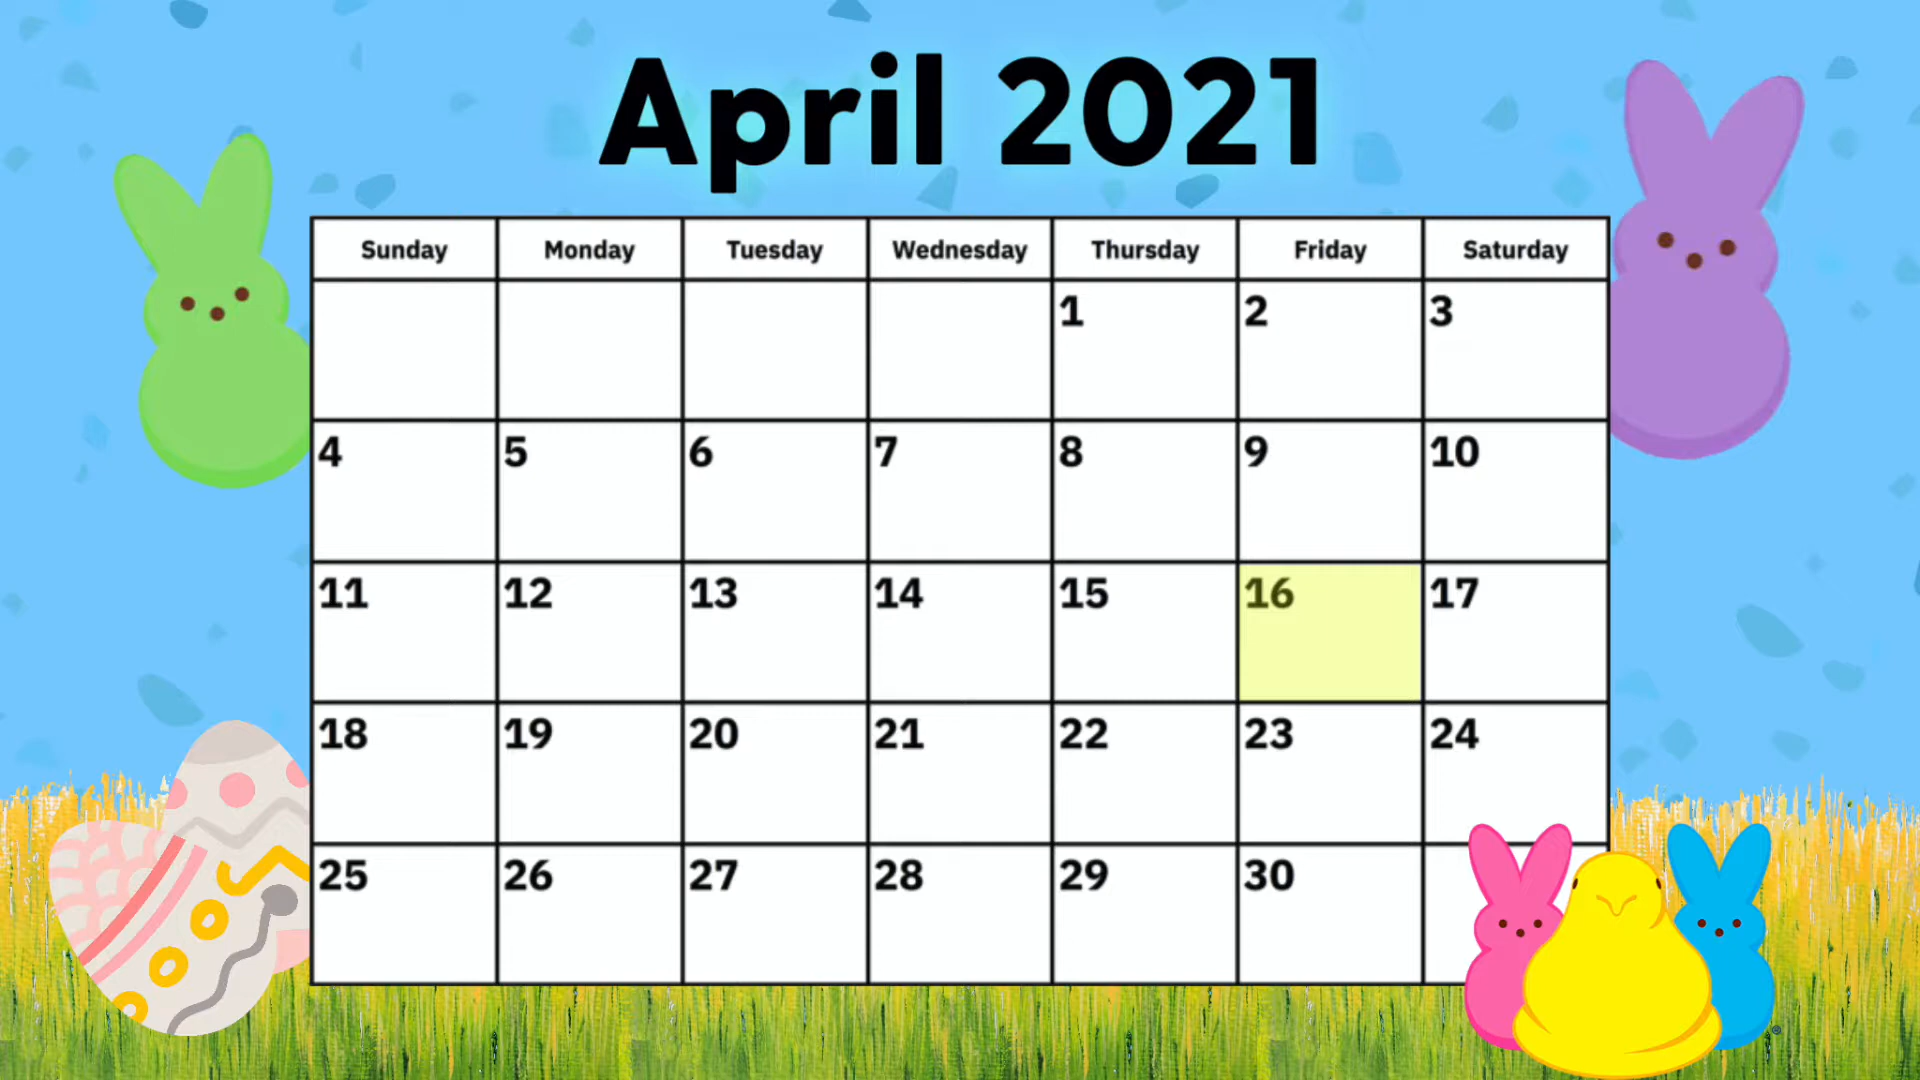 April 2021
Sunday Monday Tuesday Wednesday Thursday Friday Saturday
1 2 3
4 5 6 7 8 9 10
11 12 13 14 15 16 17
18 19 20 21 22 23 24
25 26 27 28 29 30